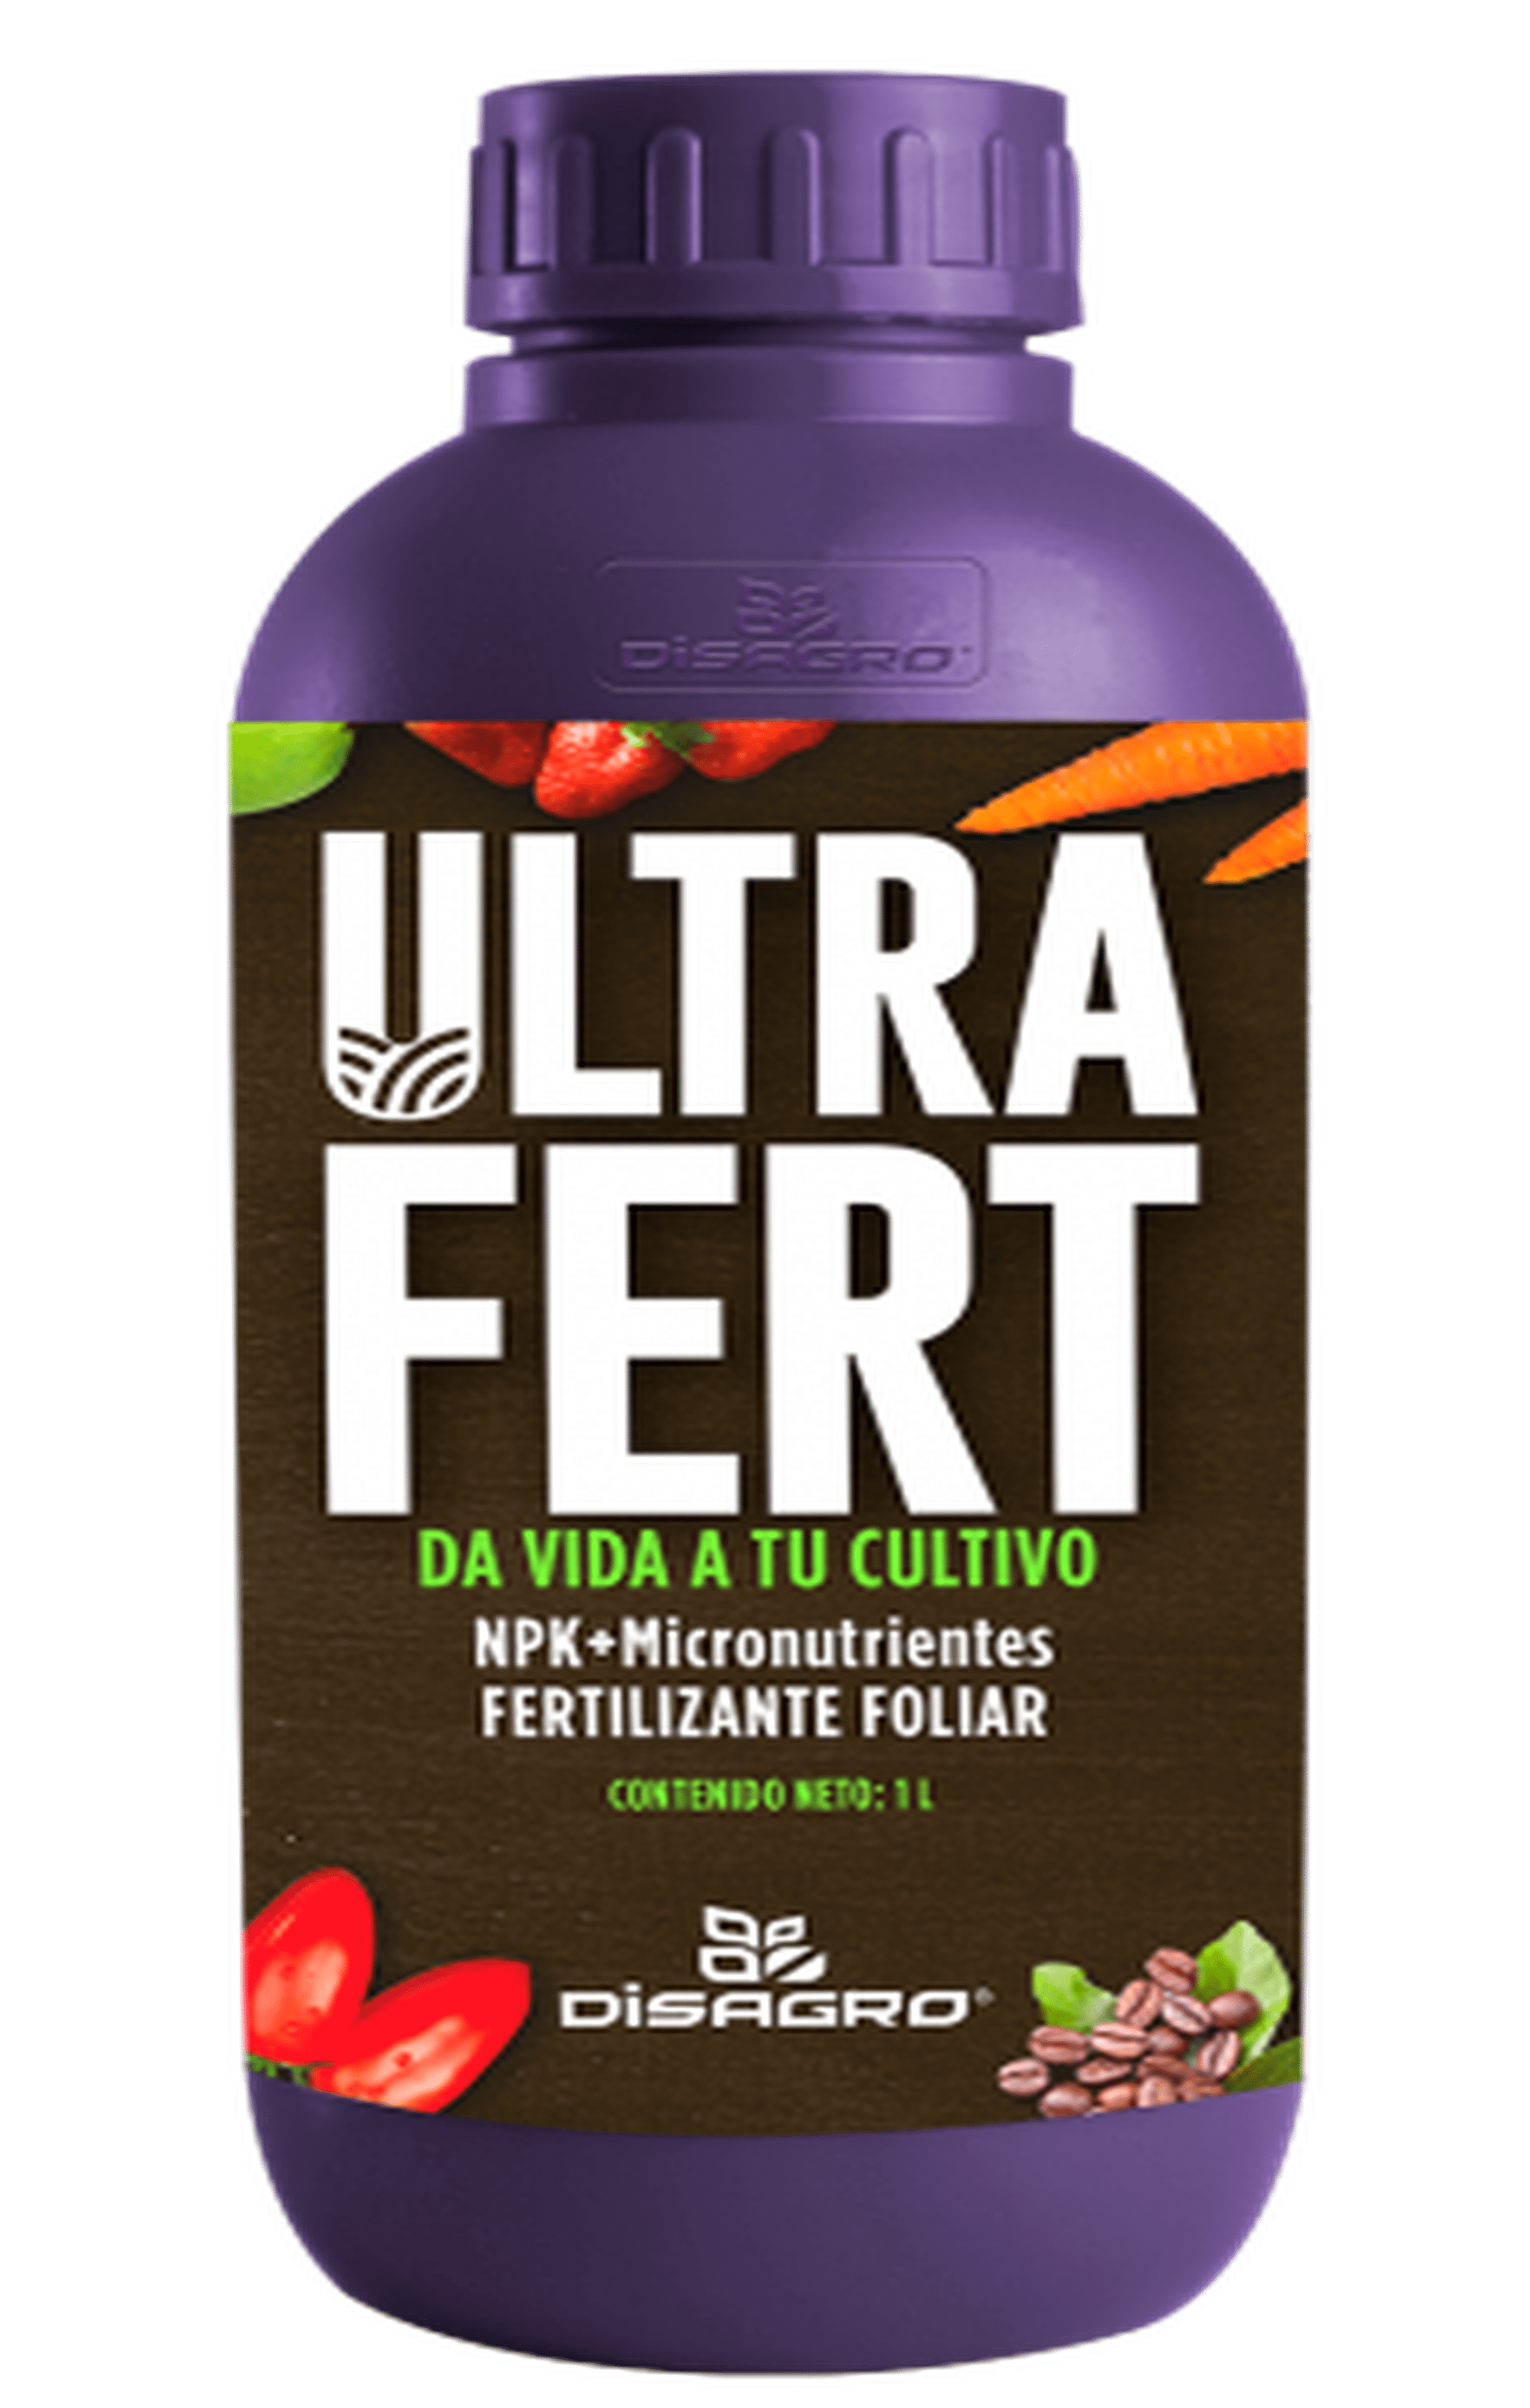 DiSAGRO
ULTRA
FERT
DA VIDA A TU CULTIVO
NPK+Micronutrientes
FERTILIZANTE FOLIAR
CONTENIDO NETO: 1 L
DiSAGRO®